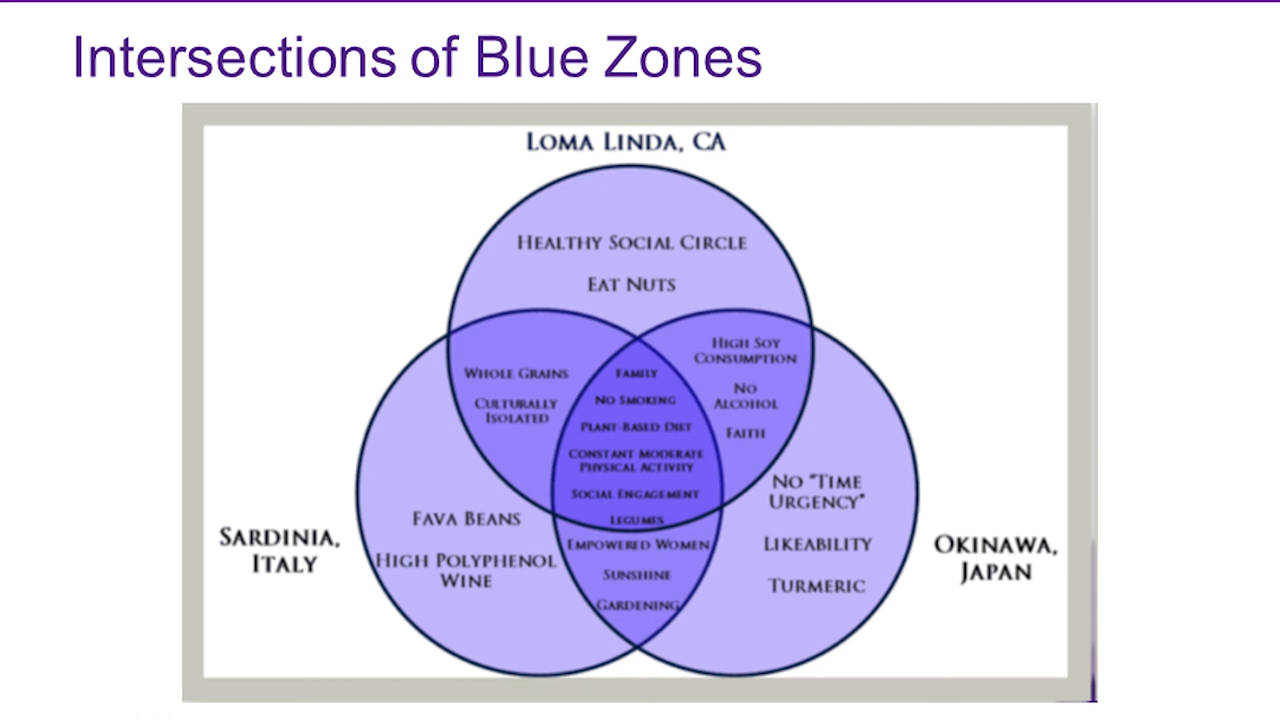 Intersections of Blue Zones
LOMA LINDA, CA
HEALTHY SOCIAL CIRCLE
EAT NUTS
WHOLE GRAINS
CULTURALLY
ISOLATED
FAMILY
NO SMOKING
PLANT-BASED DIET
CONSTANT MODERATE
PHYSICAL ACTIVITY
SOCIAL ENGAGEMENT
LEGUMES
HIGH SOY
CONSUMPTION
NO
ALCOHOL
FAITH
SARDINIA,
ITALY
FAVA BEANS
HIGH POLYPHENOL
WINE
EMPOWERED WOMEN
SUNSHINE
GARDENING
NO "TIME
URGENCY"
LIKEABILITY
TURMERIC
OKINAWA,
JAPAN